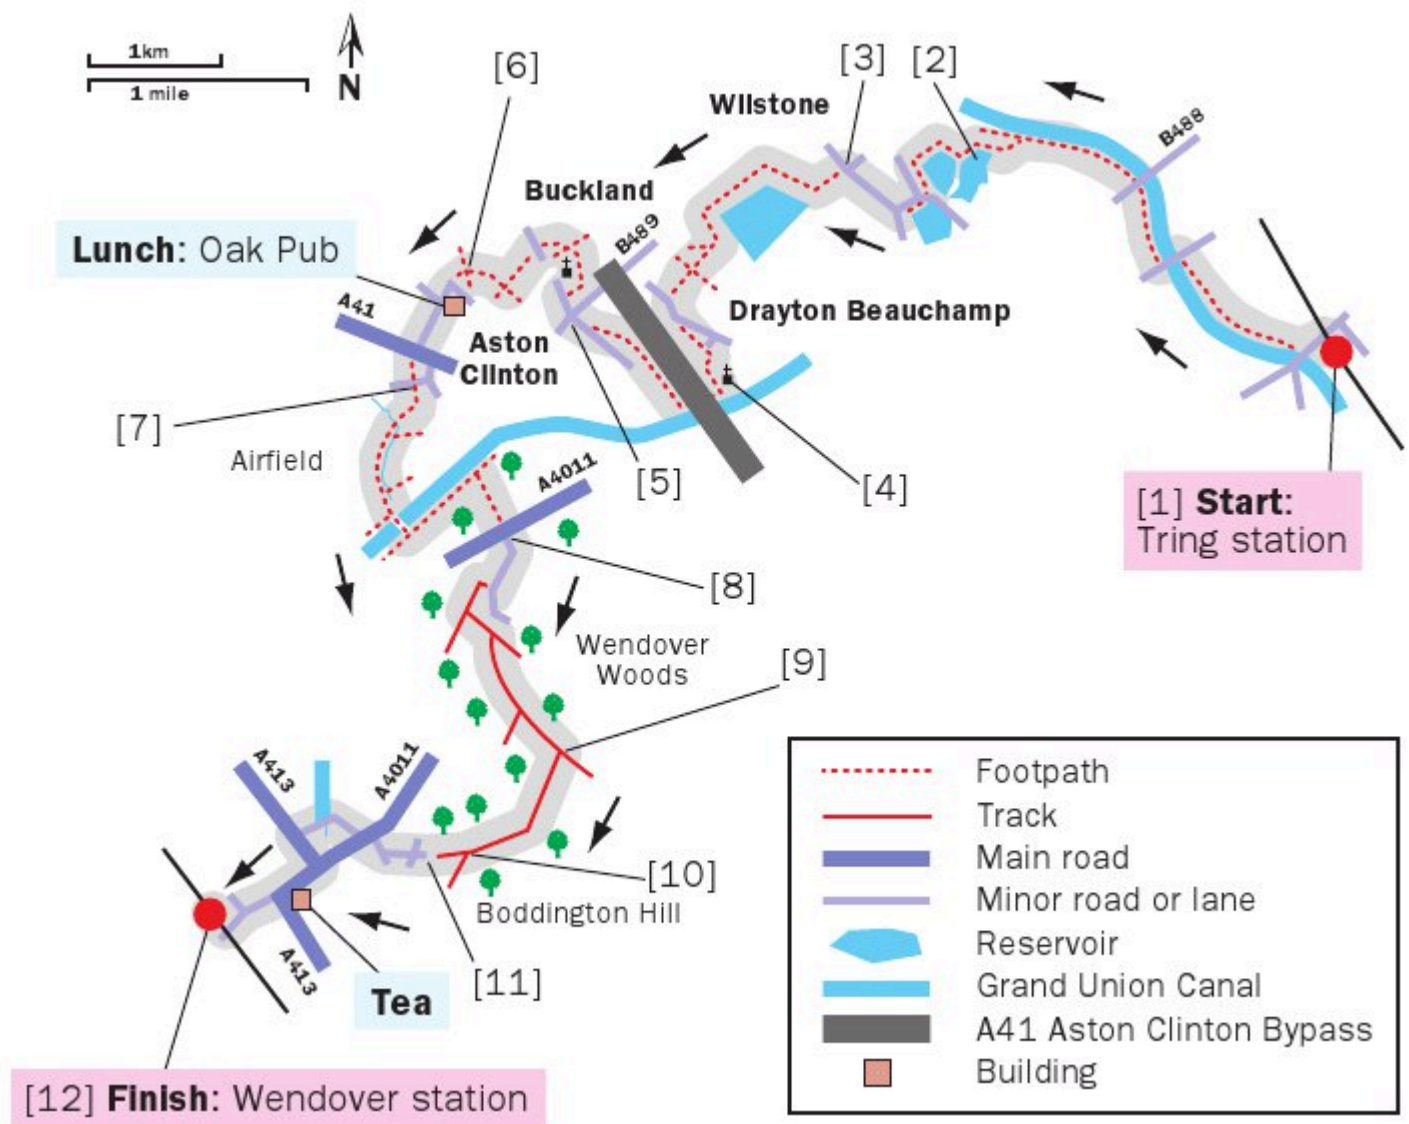 1km
1 mile
N
[6]
[3]
[2]
Wilstone
B488
Buckland
B489
Lunch: Oak Pub
A41
Drayton Beauchamp
Aston
Clinton
[7]
Airfield
[5]
[4]
A4011
[1] Start:
Tring station
[8]
Wendover
Woods
[9]
A413
A4011
[10]
Boddington Hill
A413
[11]
Tea
[12] Finish: Wendover station
Footpath
Track
Main road
Minor road or lane
Reservoir
Grand Union Canal
A41 Aston Clinton Bypass
Building